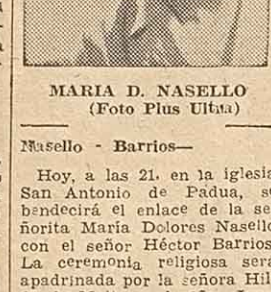 MARIA D. NASELLO
(Foto Plus Ultra)
Nasello - Barrios—
Hoy, a las 21. en la iglesia
San Antonio de Padua, se
bendecirá el enlace de la se-
ñorita María Dolores Nasello
con el señor Héctor Barrios.
La ceremonia religiosa será
apadrinada por la señora Hil-